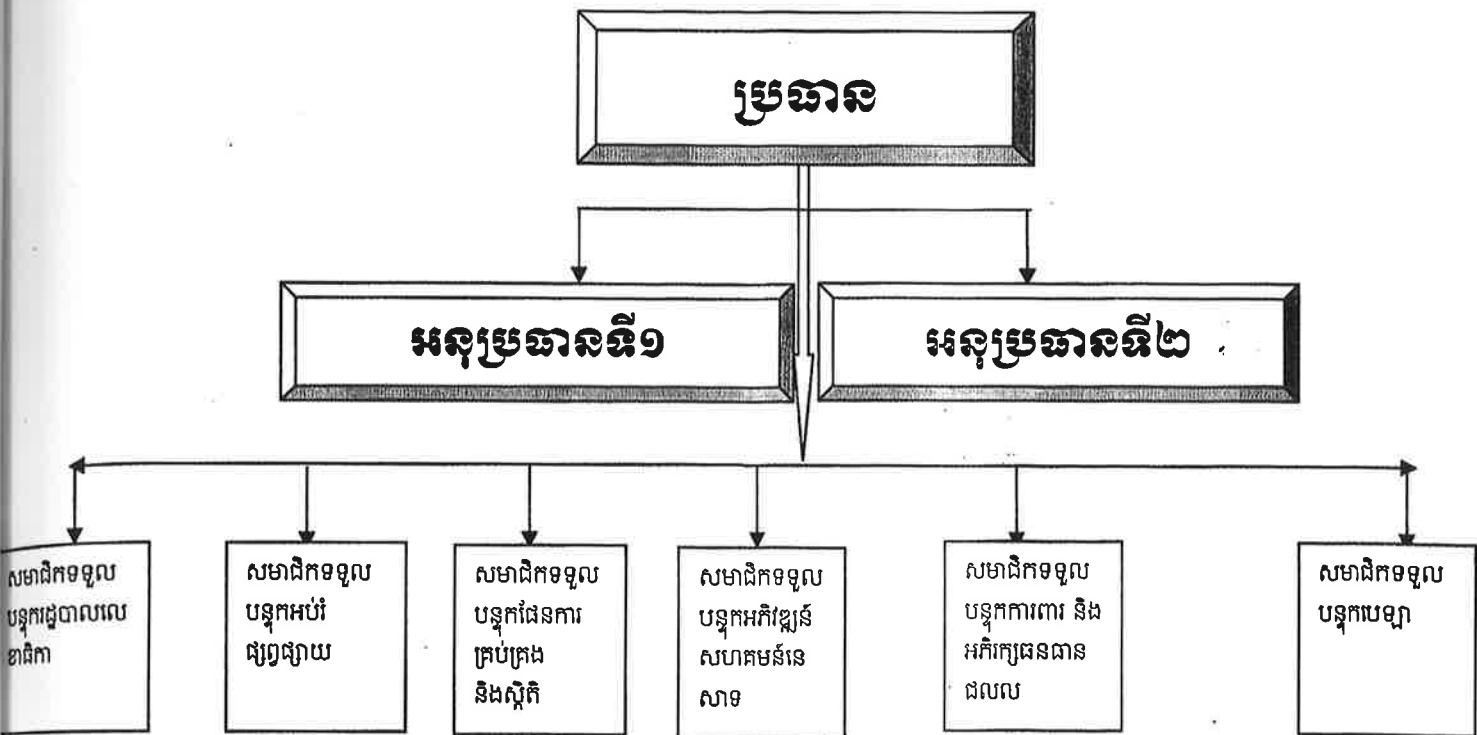 ប្រធាន
អនុប្រធានទី១
អនុប្រធានទី២
សមាជិកទទួល
បន្ទុករដ្ឋបាលលេ
ខាធិកា
សមាជិកទទួល
បន្ទុកអប់រំ
ផ្សព្វផ្សាយ
សមាជិកទទួល
បន្ទុកផែនការ
គ្រប់គ្រង
និងស្ថិតិ
សមាជិកទទួល
បន្ទុកអភិវឌ្ឍន៍
សហគមន៍នេ
សាទ
សមាជិកទទួល
បន្ទុកការពារ និង
អភិរក្សធនធាន
ជលល
សមាជិកទទួល
បន្ទុកបេឡា